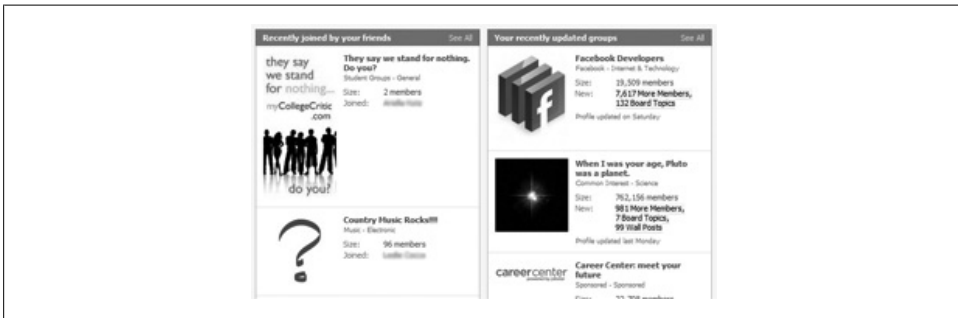 Recently joined by your friends See All
they say
we stand
for nothing...
myCollegeCritic
.com
do you?
They say we stand for nothing.
Do you?
Student Groups - General
Size: 2 members
Joined:
Country Music Rocks!!!!
Music - Electronic
Size: 96 members
Joined:
Your recently updated groups See All
Facebook Developers
Facebook - Internet & Technology
Size: 19,509 members
New: 7,617 More Members,
132 Board Topics
Profile updated on Saturday
When I was your age, Pluto
was a planet.
Common Interest - Science
Size: 762,156 members
New: 981 More Members,
7 Board Topics,
99 Wall Posts
Profile updated last Monday
careercenter
Career Center: meet your
future
Sponsored - Sponsored